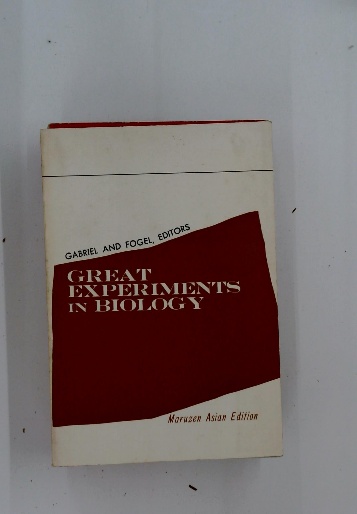 GABRIEL AND FOGEL, EDITORS
GREAT
EXPERIMENTS
IN BIOLOGY
Maruzen Asian Edition